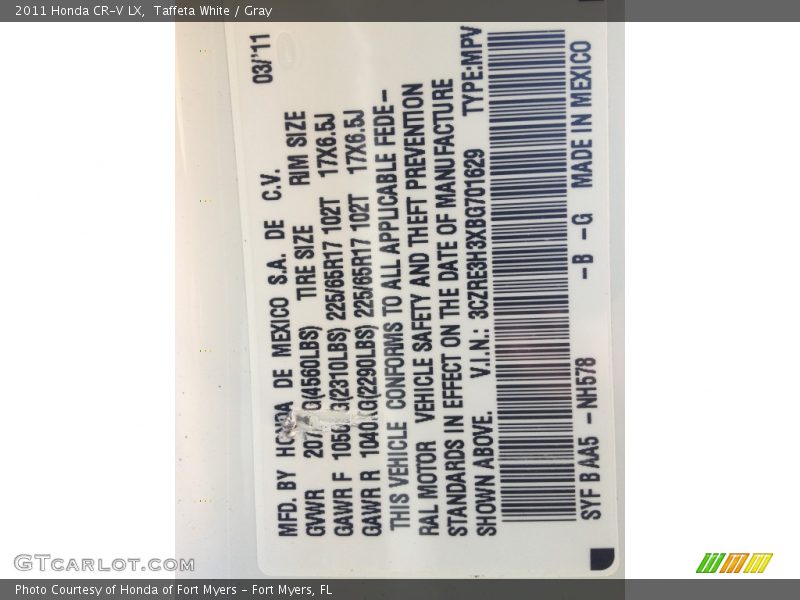 2011 Honda CR-V LX,  Taffeta White / Gray
03/'11
MFD. BY HONDA DE MEXICO S.A. DE C.V.
GVWR (4560LBS) TIRE SIZE RIM SIZE
GAWR F (2310LBS) 225/65R17 102T 17X6.5J
GAWR R (2290LBS) 225/65R17 102T 17X6.5J
THIS VEHICLE CONFORMS TO ALL APPLICABLE FEDE-
RAL MOTOR VEHICLE SAFETY AND THEFT PREVENTION
STANDARDS IN EFFECT ON THE DATE OF MANUFACTURE
SHOWN ABOVE. V.I.N.: 3CZRE3H3XBG701629 TYPE:MPV
SYF B AA5 - NH578 -B -G MADE IN MEXICO
GTcarlot.com
Photo Courtesy of Honda of Fort Myers - Fort Myers, FL